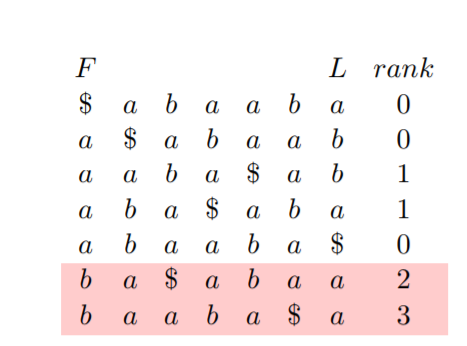 F L rank
$ a b a a b a 0
a $ a b a a b 0
a a b a $ a b 1
a b a $ a b a 1
a b a a b a $ 0
b a $ a b a a 2
b a a b a $ a 3